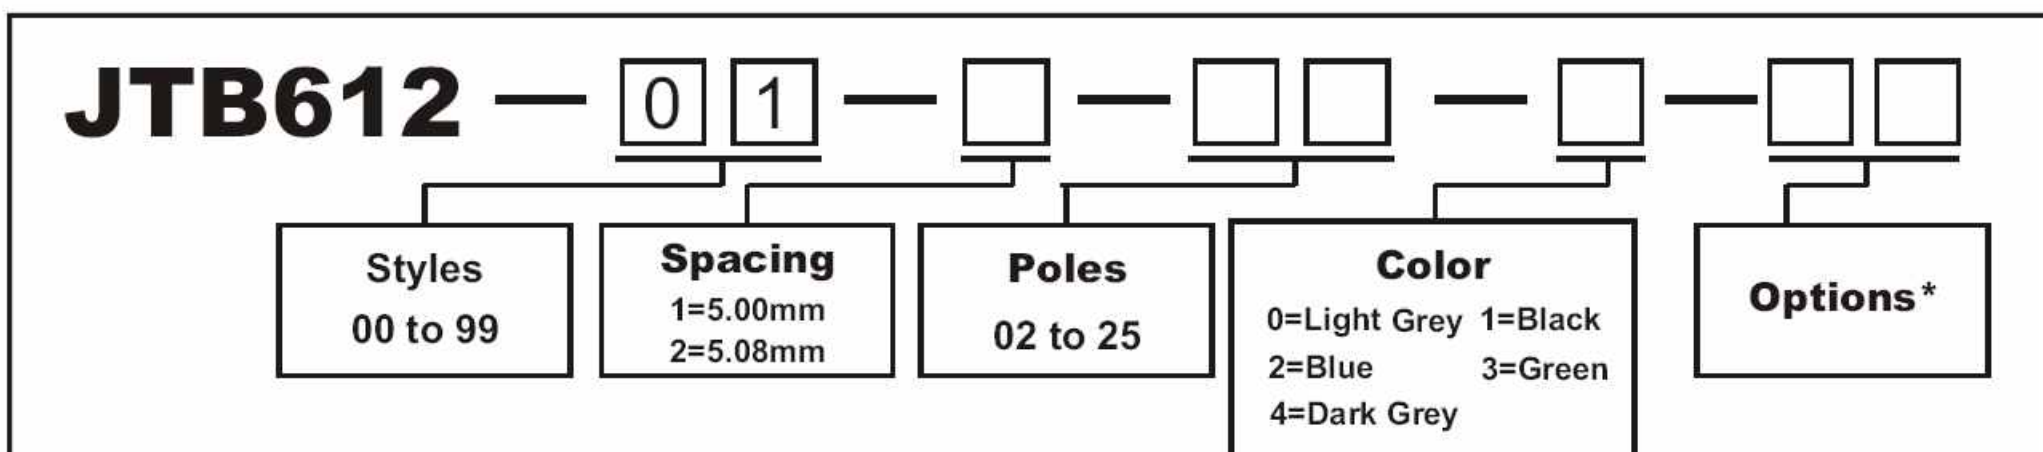 JTB612 — 0 1 — — — —
Styles
00 to 99
Spacing
1=5.00mm
2=5.08mm
Poles
02 to 25
Color
0=Light Grey 1=Black
2=Blue 3=Green
4=Dark Grey
Options*